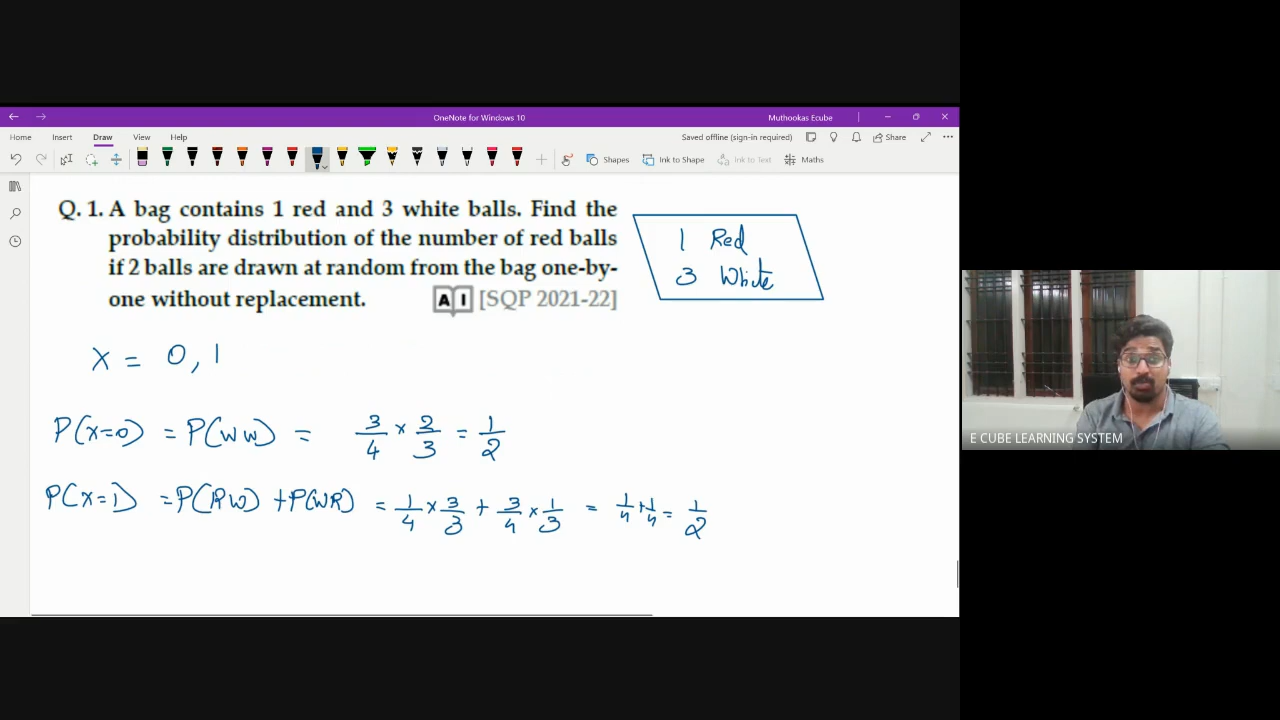 OneNote for Windows 10
Muthookas Ecube
Home Insert Draw View Help
Saved offline (sign-in required)
Share
Shapes
Ink to Shape
Ink to Text
Maths
Q. 1. A bag contains 1 red and 3 white balls. Find the
probability distribution of the number of red balls
if 2 balls are drawn at random from the bag one-by-
one without replacement. AI [SQP 2021-22]
1 Red
3 White
X = 0, 1
P(X=0) = P(WW) = 3/4 × 2/3 = 1/2
P(X=1) = P(RW) + P(WR) = 1/4 × 3/3 + 3/4 × 1/3 = 1/4 + 1/4 = 1/2
E CUBE LEARNING SYSTEM